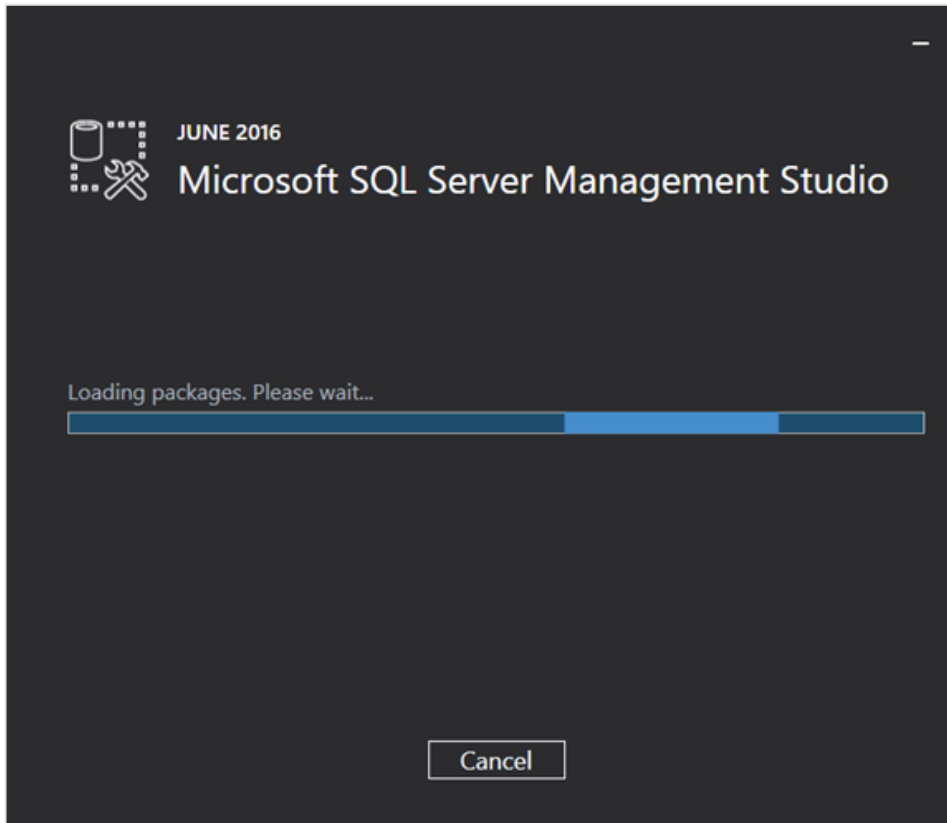 JUNE 2016
Microsoft SQL Server Management Studio
Loading packages. Please wait...
Cancel